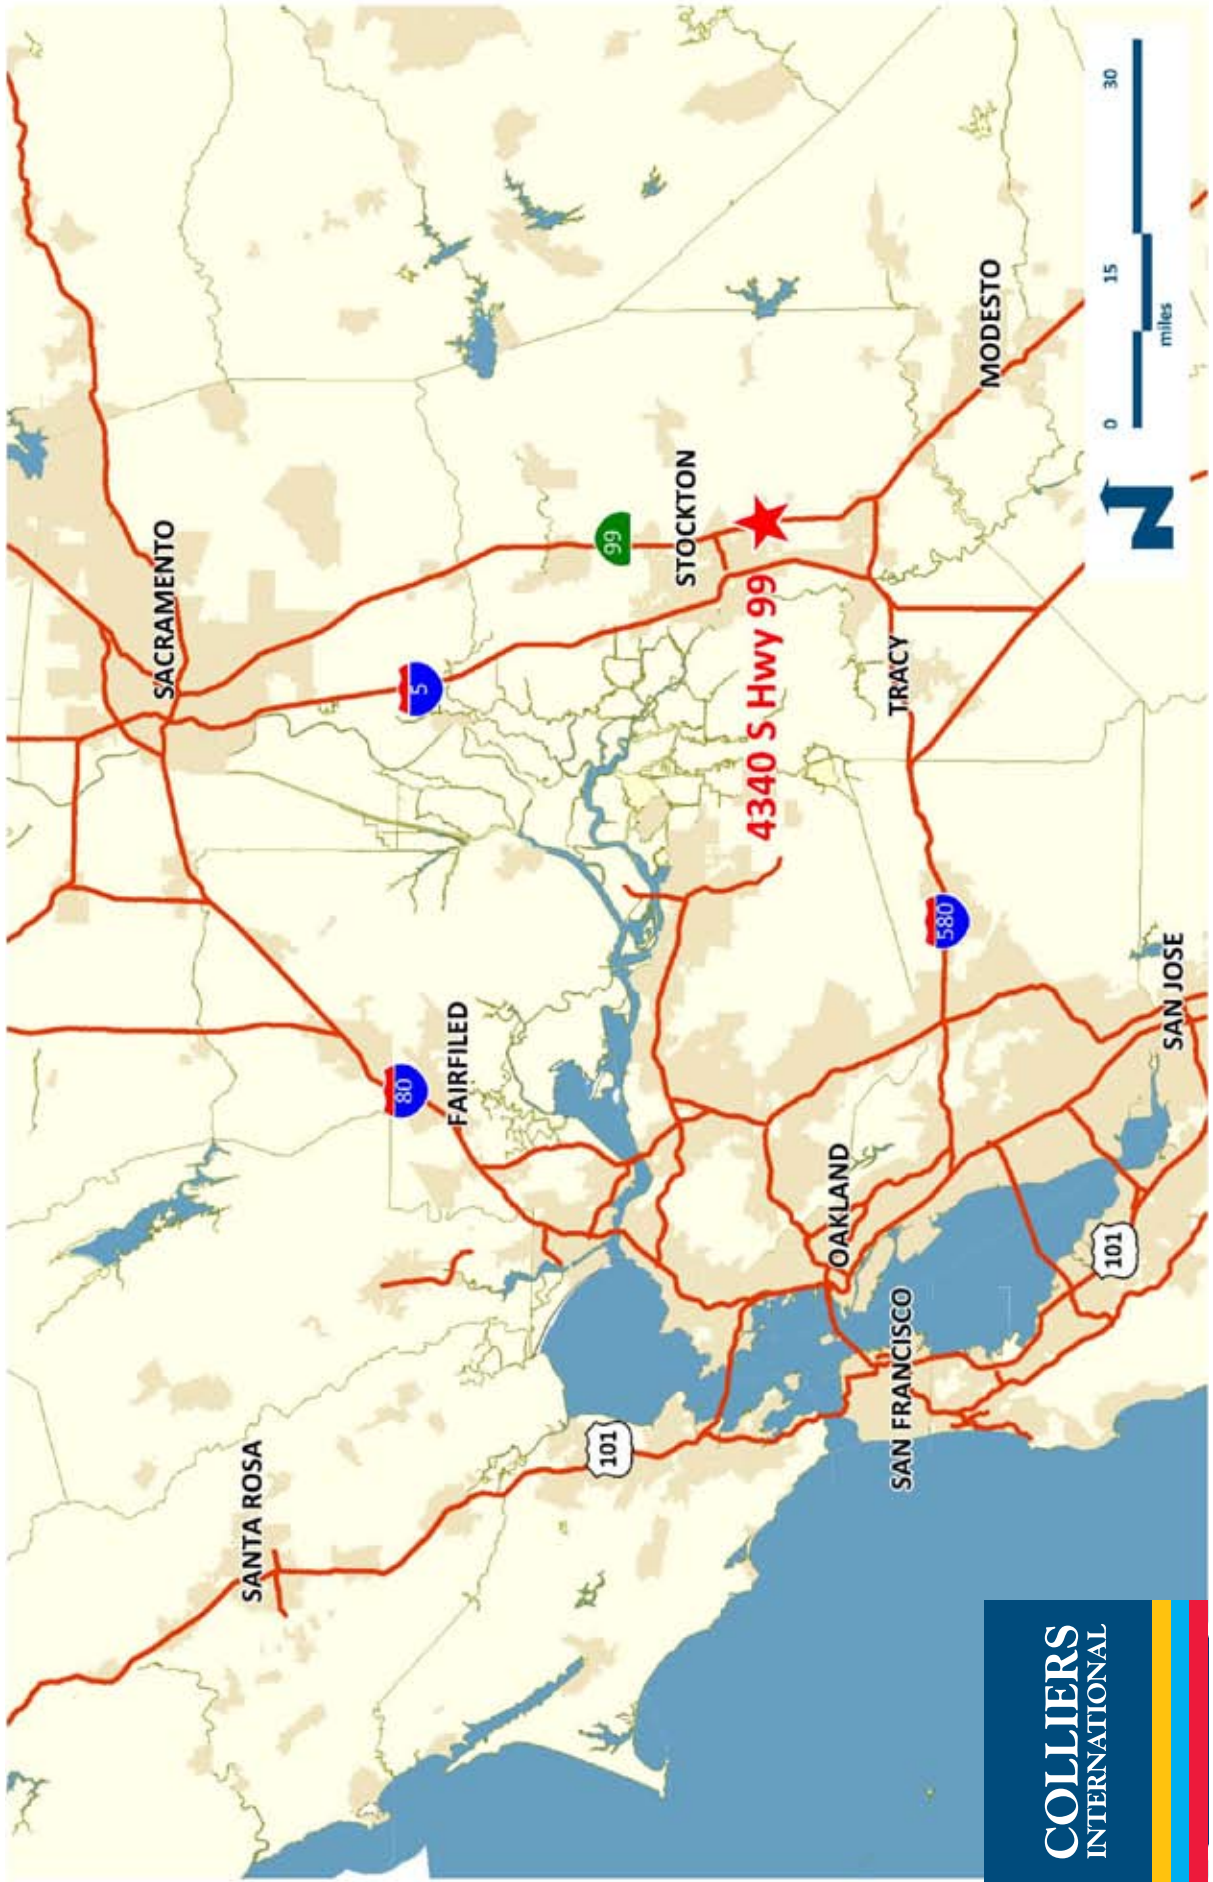 SACRAMENTO
SANTA ROSA
5
80
FAIRFILED
99
STOCKTON
4340 S Hwy 99
101
TRACY
OAKLAND
580
MODESTO
SAN FRANCISCO
101
SAN JOSE
N
0 15 30
miles
COLLIERS
INTERNATIONAL